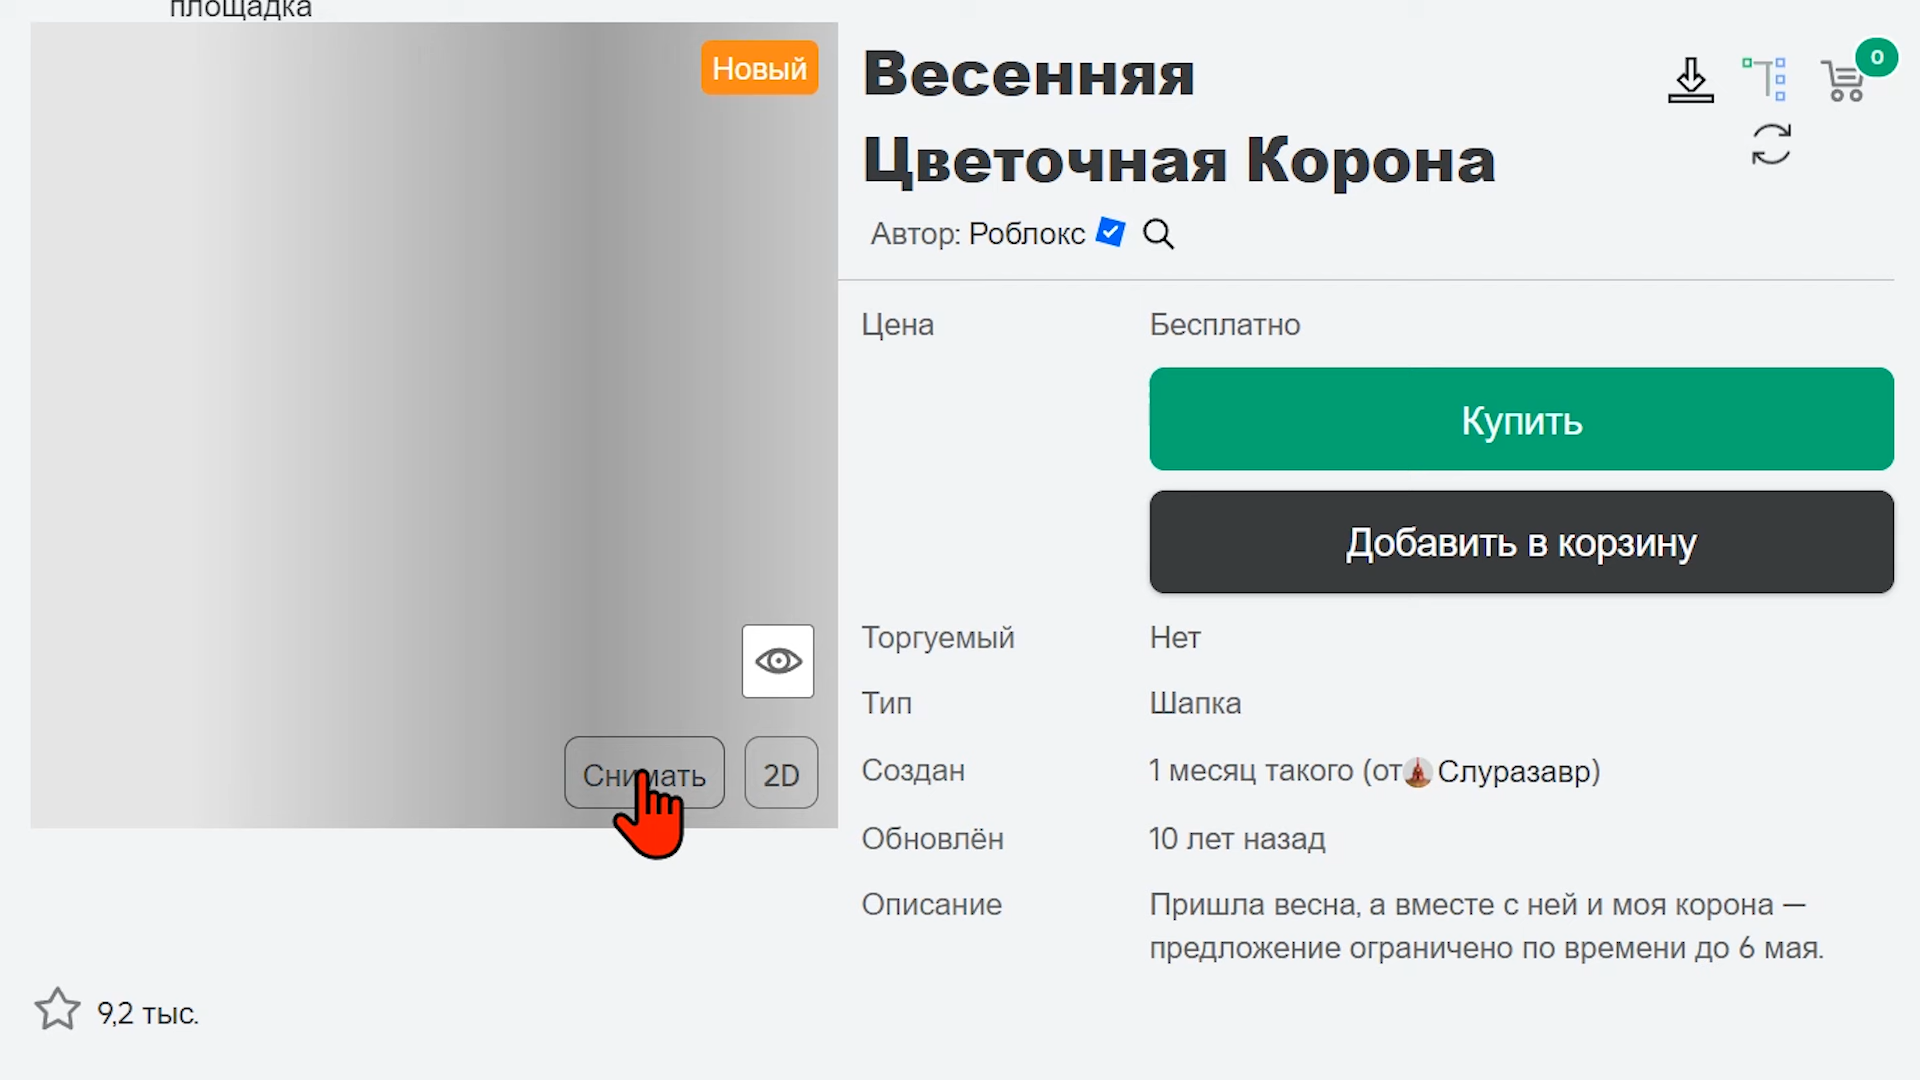 площадка
Новый
Весенняя
Цветочная Корона
0
Автор: Роблокс
Цена
Бесплатно
Купить
Добавить в корзину
Торгуемый
Нет
Тип
Шапка
Снимать
2D
Создан
1 месяц такого (от Слуразавр)
Обновлён
10 лет назад
Описание
Пришла весна, а вместе с ней и моя корона —
предложение ограничено по времени до 6 мая.
9,2 тыс.